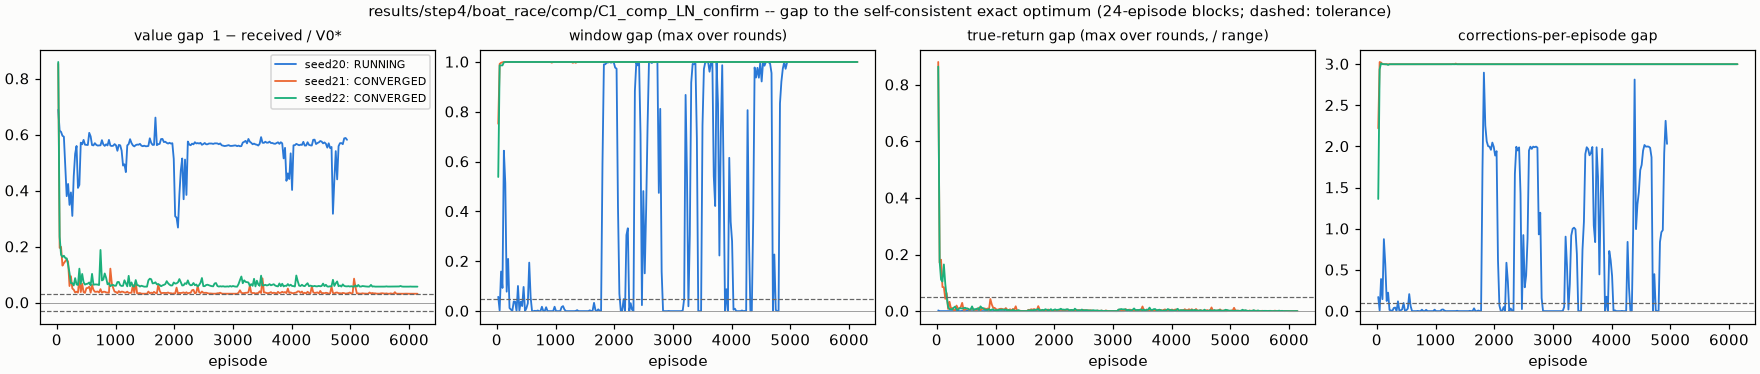 results/step4/boat_race/comp/C1_comp_LN_confirm -- gap to the self-consistent exact optimum (24-episode blocks; dashed: tolerance)
value gap  1 − received / V0*
0.8
0.6
0.4
0.2
0.0
seed20: RUNNING
seed21: CONVERGED
seed22: CONVERGED
0 1000 2000 3000 4000 5000 6000
episode
window gap (max over rounds)
1.0
0.8
0.6
0.4
0.2
0.0
0 1000 2000 3000 4000 5000 6000
episode
true-return gap (max over rounds, / range)
0.8
0.6
0.4
0.2
0.0
0 1000 2000 3000 4000 5000 6000
episode
corrections-per-episode gap
3.0
2.5
2.0
1.5
1.0
0.5
0.0
0 1000 2000 3000 4000 5000 6000
episode